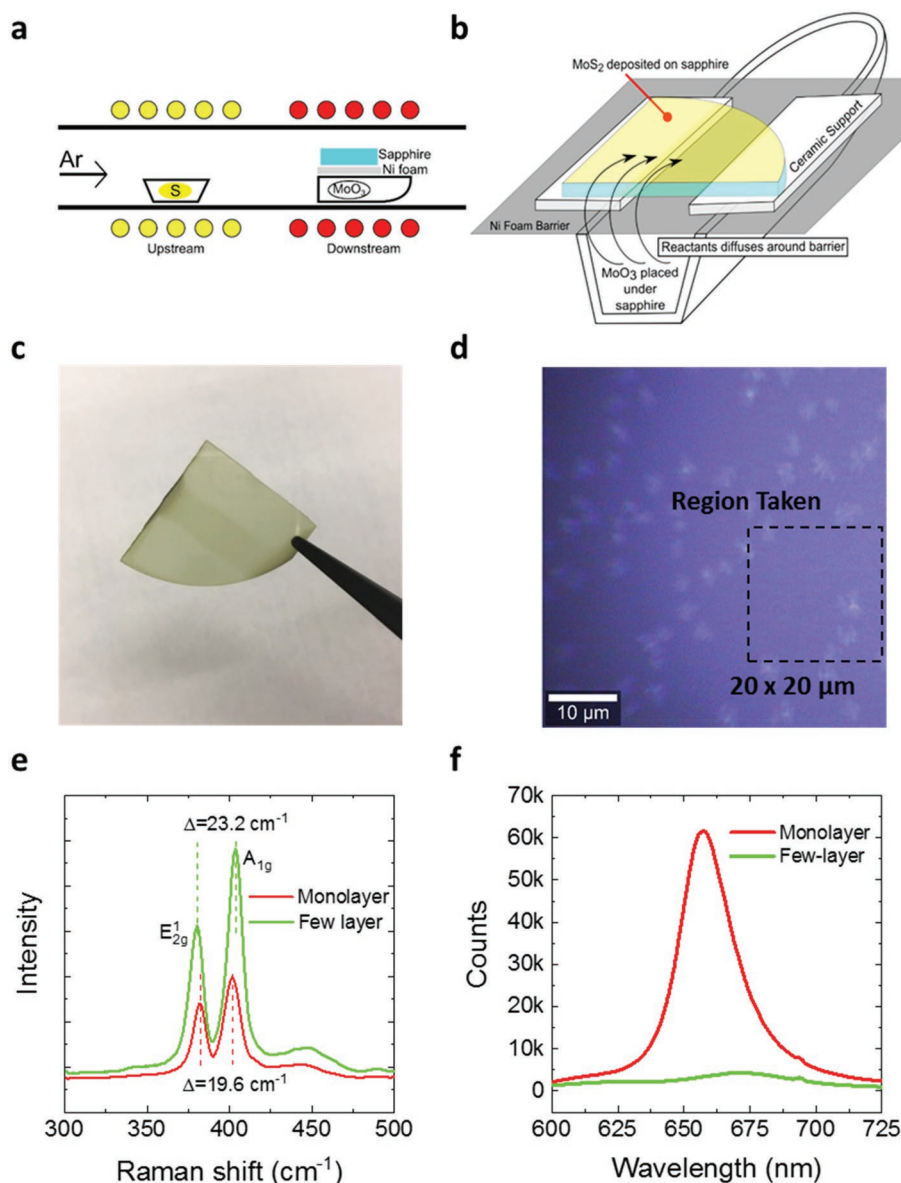 a
Ar
S
Sapphire
Ni foam
MoO₃
Upstream
Downstream
b
MoS₂ deposited on sapphire
Ceramic Support
Ni Foam Barrier
Reactants diffuses around barrier
MoO₃ placed
under
sapphire
c
d
Region Taken
20 x 20 μm
10 μm
e
Δ=23.2 cm⁻¹
A₁g
Monolayer
Few layer
E¹₂g
Δ=19.6 cm⁻¹
Intensity
300 350 400 450 500
Raman shift (cm⁻¹)
f
70k
60k
50k
40k
30k
20k
10k
0
Monolayer
Few-layer
Counts
600 625 650 675 700 725
Wavelength (nm)